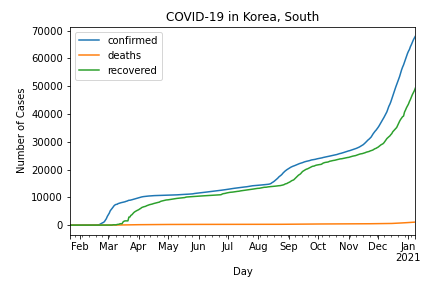 COVID-19 in Korea, South
confirmed
deaths
recovered
Number of Cases
70000
60000
50000
40000
30000
20000
10000
0
Feb Mar Apr May Jun Jul Aug Sep Oct Nov Dec Jan
2021
Day